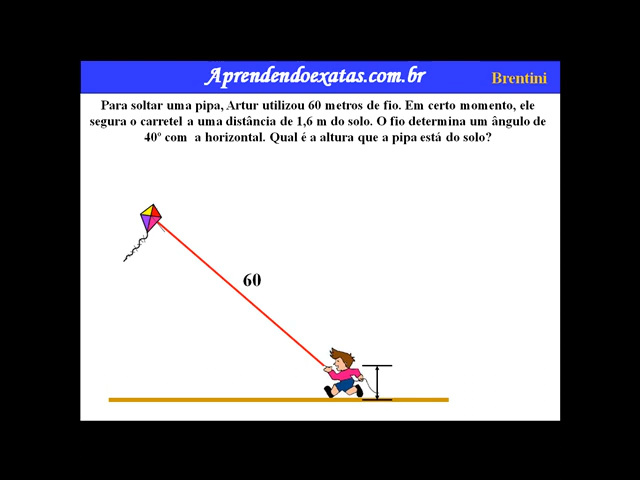 Aprendendoexatas.com.br
Brentini
Para soltar uma pipa, Artur utilizou 60 metros de fio. Em certo momento, ele
segura o carretel a uma distância de 1,6 m do solo. O fio determina um ângulo de
40º com a horizontal. Qual é a altura que a pipa está do solo?
60